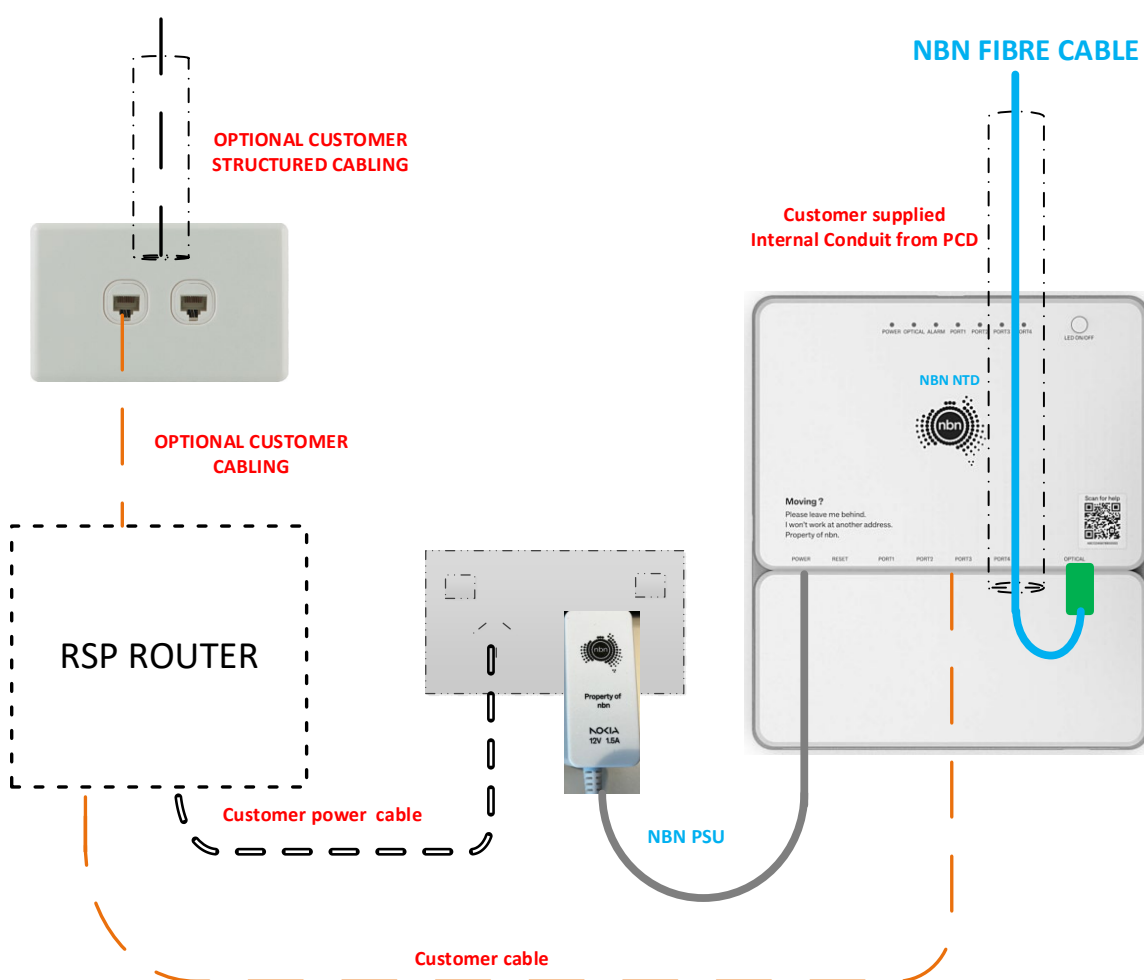 NBN FIBRE CABLE
OPTIONAL CUSTOMER
STRUCTURED CABLING
Customer supplied
Internal Conduit from PCD
POWER OPTICAL ALARM PORT1 PORT2 PORT3 PORT4
LED ON/OFF
NBN NTD
nbn
Moving ?
Please leave me behind.
I won't work at another address.
Property of nbn.
Scan for help
POWER RESET PORT1 PORT2 PORT3 PORT4 OPTICAL
OPTIONAL CUSTOMER
CABLING
RSP ROUTER
nbn
Property of
nbn
NOKIA
12V 1.5A
Customer power cable
NBN PSU
Customer cable